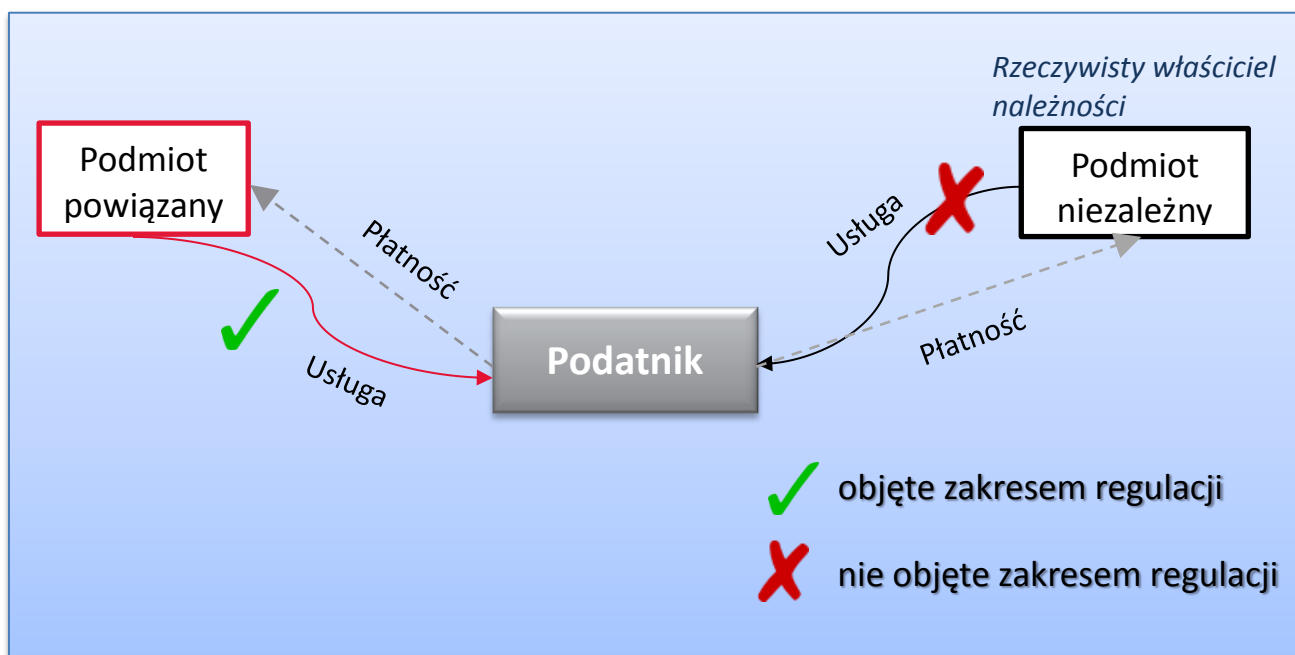 Rzeczywisty właściciel
należności
Podmiot
powiązany
Podmiot
niezależny
Płatność
Usługa
Usługa
Płatność
Podatnik
objęte zakresem regulacji
nie objęte zakresem regulacji